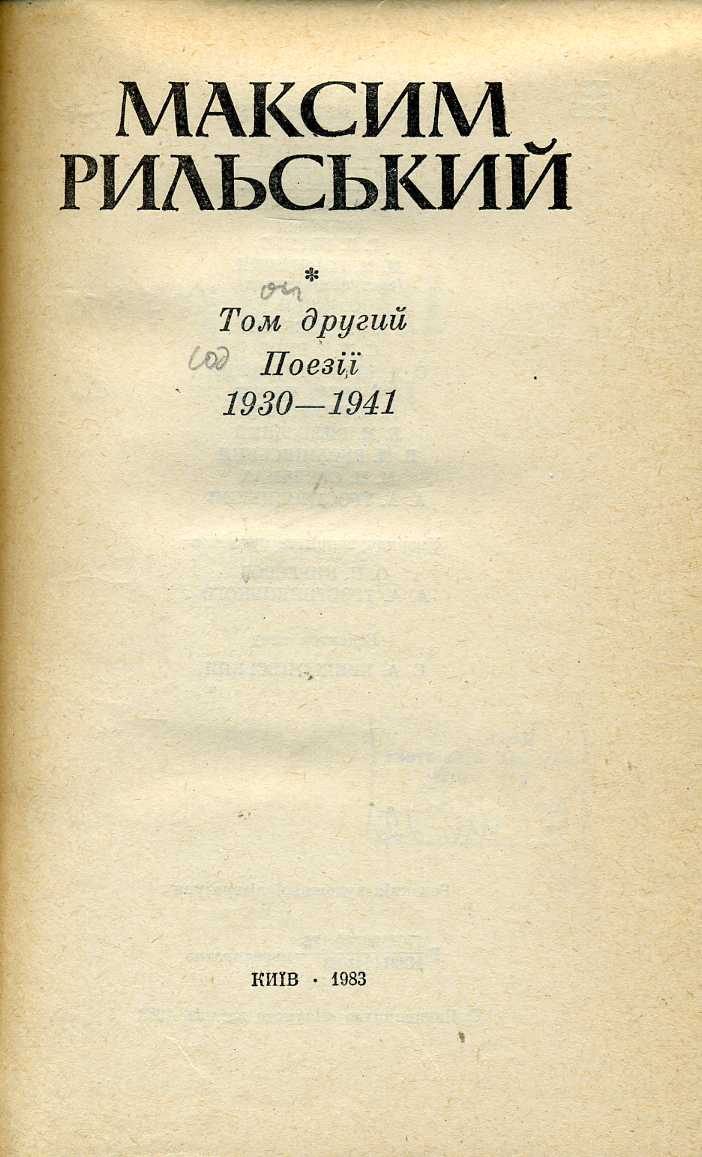 МАКСИМ
РИЛЬСЬКИЙ
*
Том другий
Поезії
1930—1941
КИЇВ · 1983